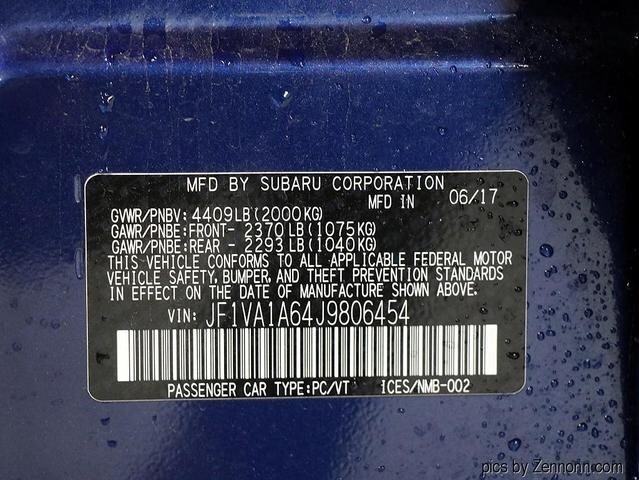 MFD BY SUBARU CORPORATION
MFD IN 06/17
GVWR/PNBV: 4409LB(2000KG)
GAWR/PNBE:FRONT- 2370LB(1075KG)
GAWR/PNBE:REAR - 2293LB(1040KG)
THIS VEHICLE CONFORMS TO ALL APPLICABLE FEDERAL MOTOR
VEHICLE SAFETY, BUMPER, AND THEFT PREVENTION STANDARDS
IN EFFECT ON THE DATE OF MANUFACTURE SHOWN ABOVE.
VIN: JF1VA1A64J9806454
PASSENGER CAR TYPE:PC/VT ICES/NMB-002
pics by Zennonn.com